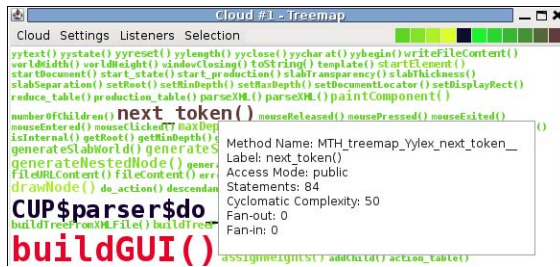 Cloud #1 - Treemap
Cloud Settings Listeners Selection
yytext() yystate() yyreset() yylength() yyclose() yycharat() yybegin() writeFileContent()
worldWidth() worldHeight() windowClosing() toString() template() startElement()
startDocument() start_state() start_production() slabTransparency() slabThickness()
slabSeparation() setRoot() setMinDepth() setMaxDepth() setDocumentLocator() setDisplayRect()
reduce_table() production_table() parseXML() parseXML() paintComponent()
numberOfChildren() next_token() mouseReleased() mousePressed() mouseExited()
mouseEntered() mouseClicked()
isInternal() getRoot() getMinDepth()
generateSlabWorld()
generateNestedNode()
fileURLContent() fileContent()
drawNode() do_action()
CUP$parser$do_
buildTreeFromXMLFile()
buildGUI() assignWeights() addChild() action_table()
Method Name: MTH_treemap_Yylex_next_token__
Label: next_token()
Access Mode: public
Statements: 84
Cyclomatic Complexity: 50
Fan-out: 0
Fan-in: 0